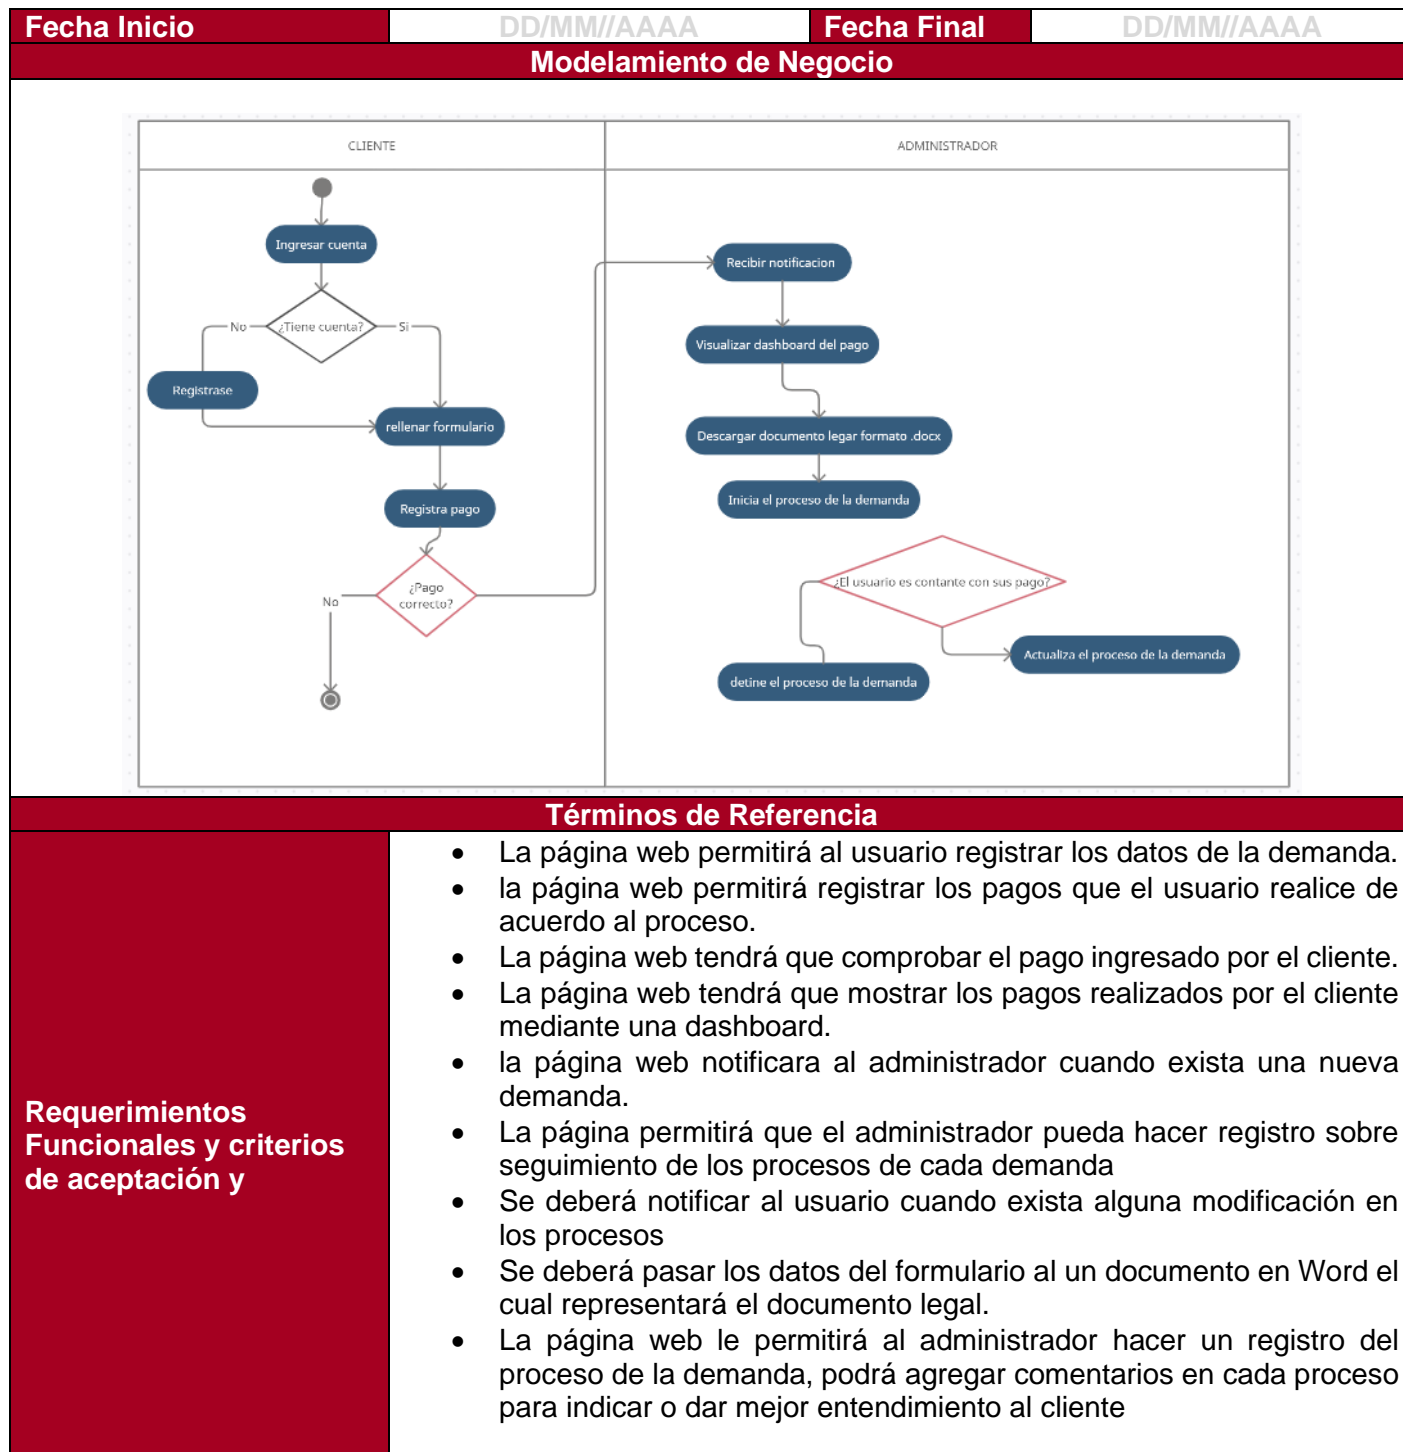 Fecha Inicio DD/MM//AAAA Fecha Final DD/MM//AAAA
Modelamiento de Negocio
CLIENTE ADMINISTRADOR
Ingresar cuenta
¿Tiene cuenta?
No
Si
Registrase
rellenar formulario
Registra pago
¿Pago
correcto?
No
Recibir notificacion
Visualizar dashboard del pago
Descargar documento legar formato .docx
Inicia el proceso de la demanda
¿El usuario es contante con sus pago?
Actualiza el proceso de la demanda
detine el proceso de la demanda
Términos de Referencia
Requerimientos
Funcionales y criterios
de aceptación y
• La página web permitirá al usuario registrar los datos de la demanda.
• la página web permitirá registrar los pagos que el usuario realice de
acuerdo al proceso.
• La página web tendrá que comprobar el pago ingresado por el cliente.
• La página web tendrá que mostrar los pagos realizados por el cliente
mediante una dashboard.
• la página web notificara al administrador cuando exista una nueva
demanda.
• La página permitirá que el administrador pueda hacer registro sobre
seguimiento de los procesos de cada demanda
• Se deberá notificar al usuario cuando exista alguna modificación en
los procesos
• Se deberá pasar los datos del formulario al un documento en Word el
cual representará el documento legal.
• La página web le permitirá al administrador hacer un registro del
proceso de la demanda, podrá agregar comentarios en cada proceso
para indicar o dar mejor entendimiento al cliente